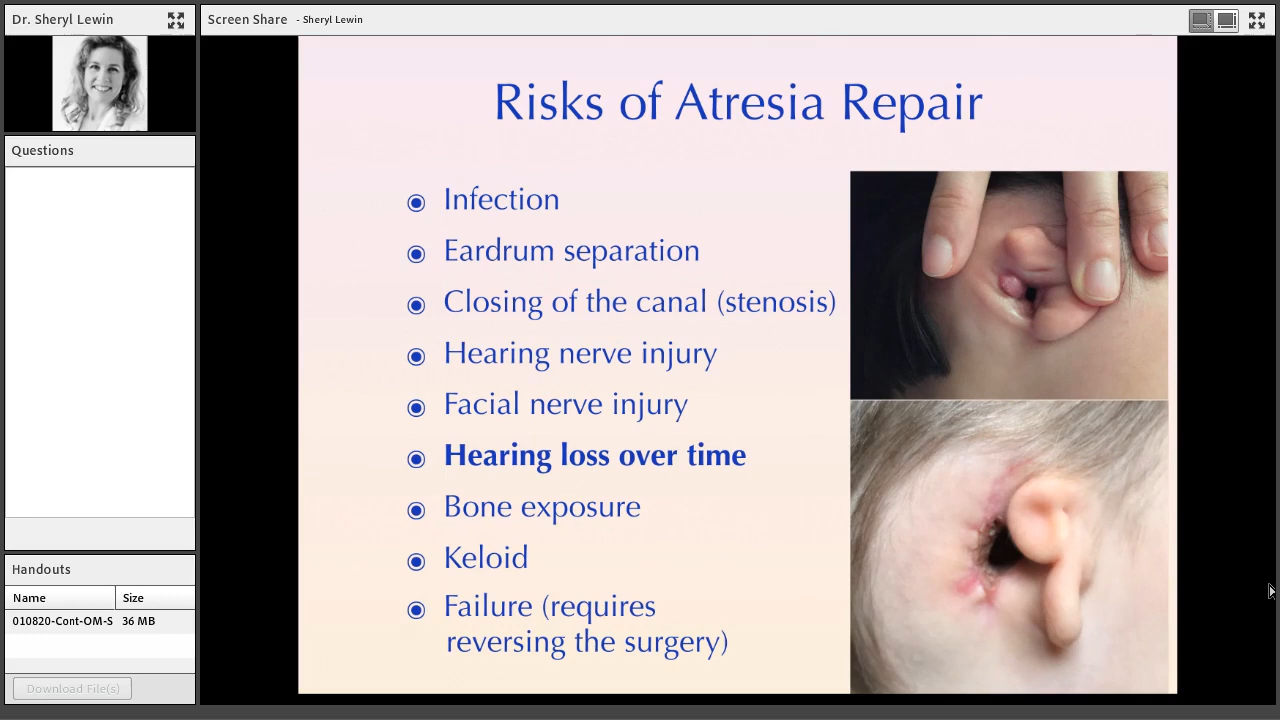 Dr. Sheryl Lewin
Screen Share - Sheryl Lewin
Questions
Handouts
Name Size
010820-Cont-OM-S 36 MB
Download File(s)
Risks of Atresia Repair
Infection
Eardrum separation
Closing of the canal (stenosis)
Hearing nerve injury
Facial nerve injury
Hearing loss over time
Bone exposure
Keloid
Failure (requires
reversing the surgery)